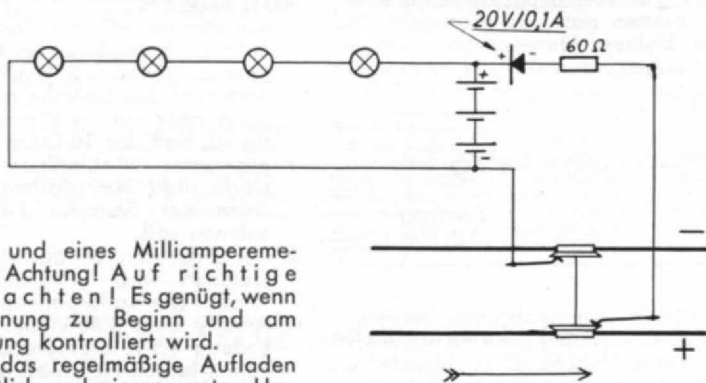 20V/0,1A
60Ω
+
+
-
und eines Milliampereme-
Achtung! Auf richtige
achten! Es genügt, wenn
nung zu Beginn und am
ung kontrolliert wird.
das regelmäßige Aufladen
-
+